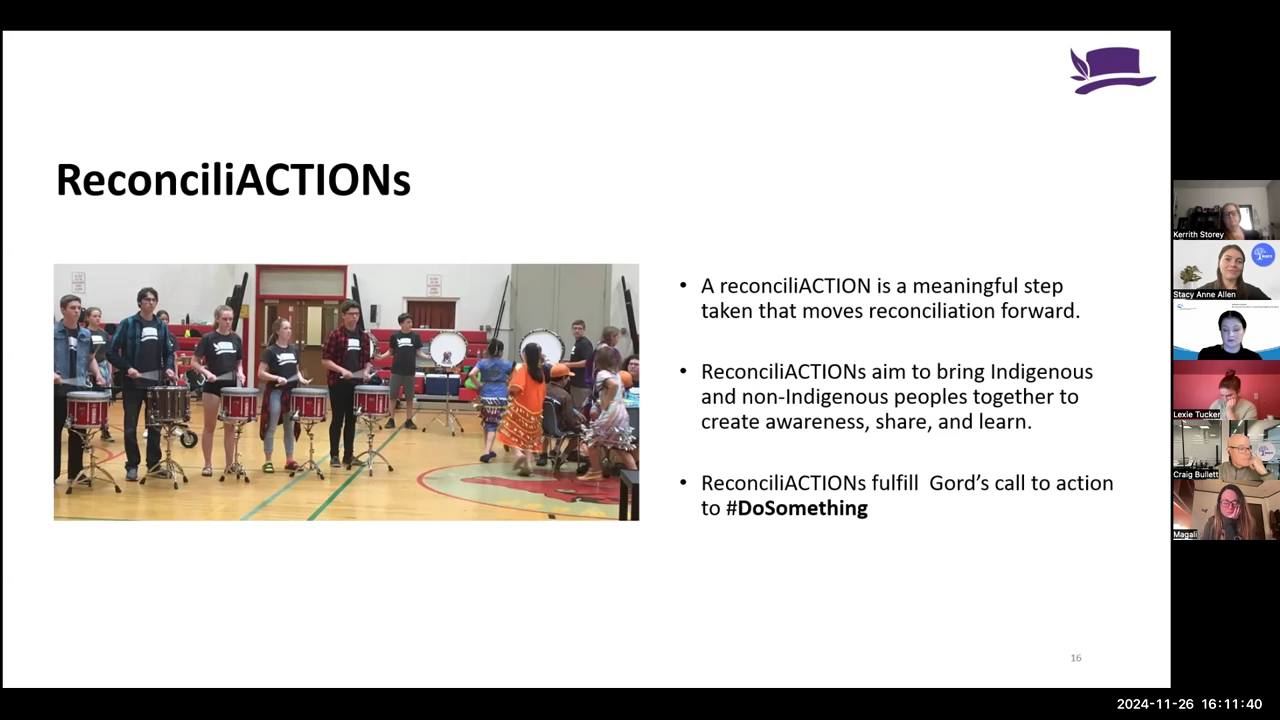 ReconciliACTIONs
• A reconciliACTION is a meaningful step
taken that moves reconciliation forward.
• ReconciliACTIONs aim to bring Indigenous
and non-Indigenous peoples together to
create awareness, share, and learn.
• ReconciliACTIONs fulfill  Gord’s call to action
to #DoSomething
16
Kerrith Storey
Stacy Anne Allen
Lexie Tucker
Craig Bullett
Magali
2024-11-26 16:11:40